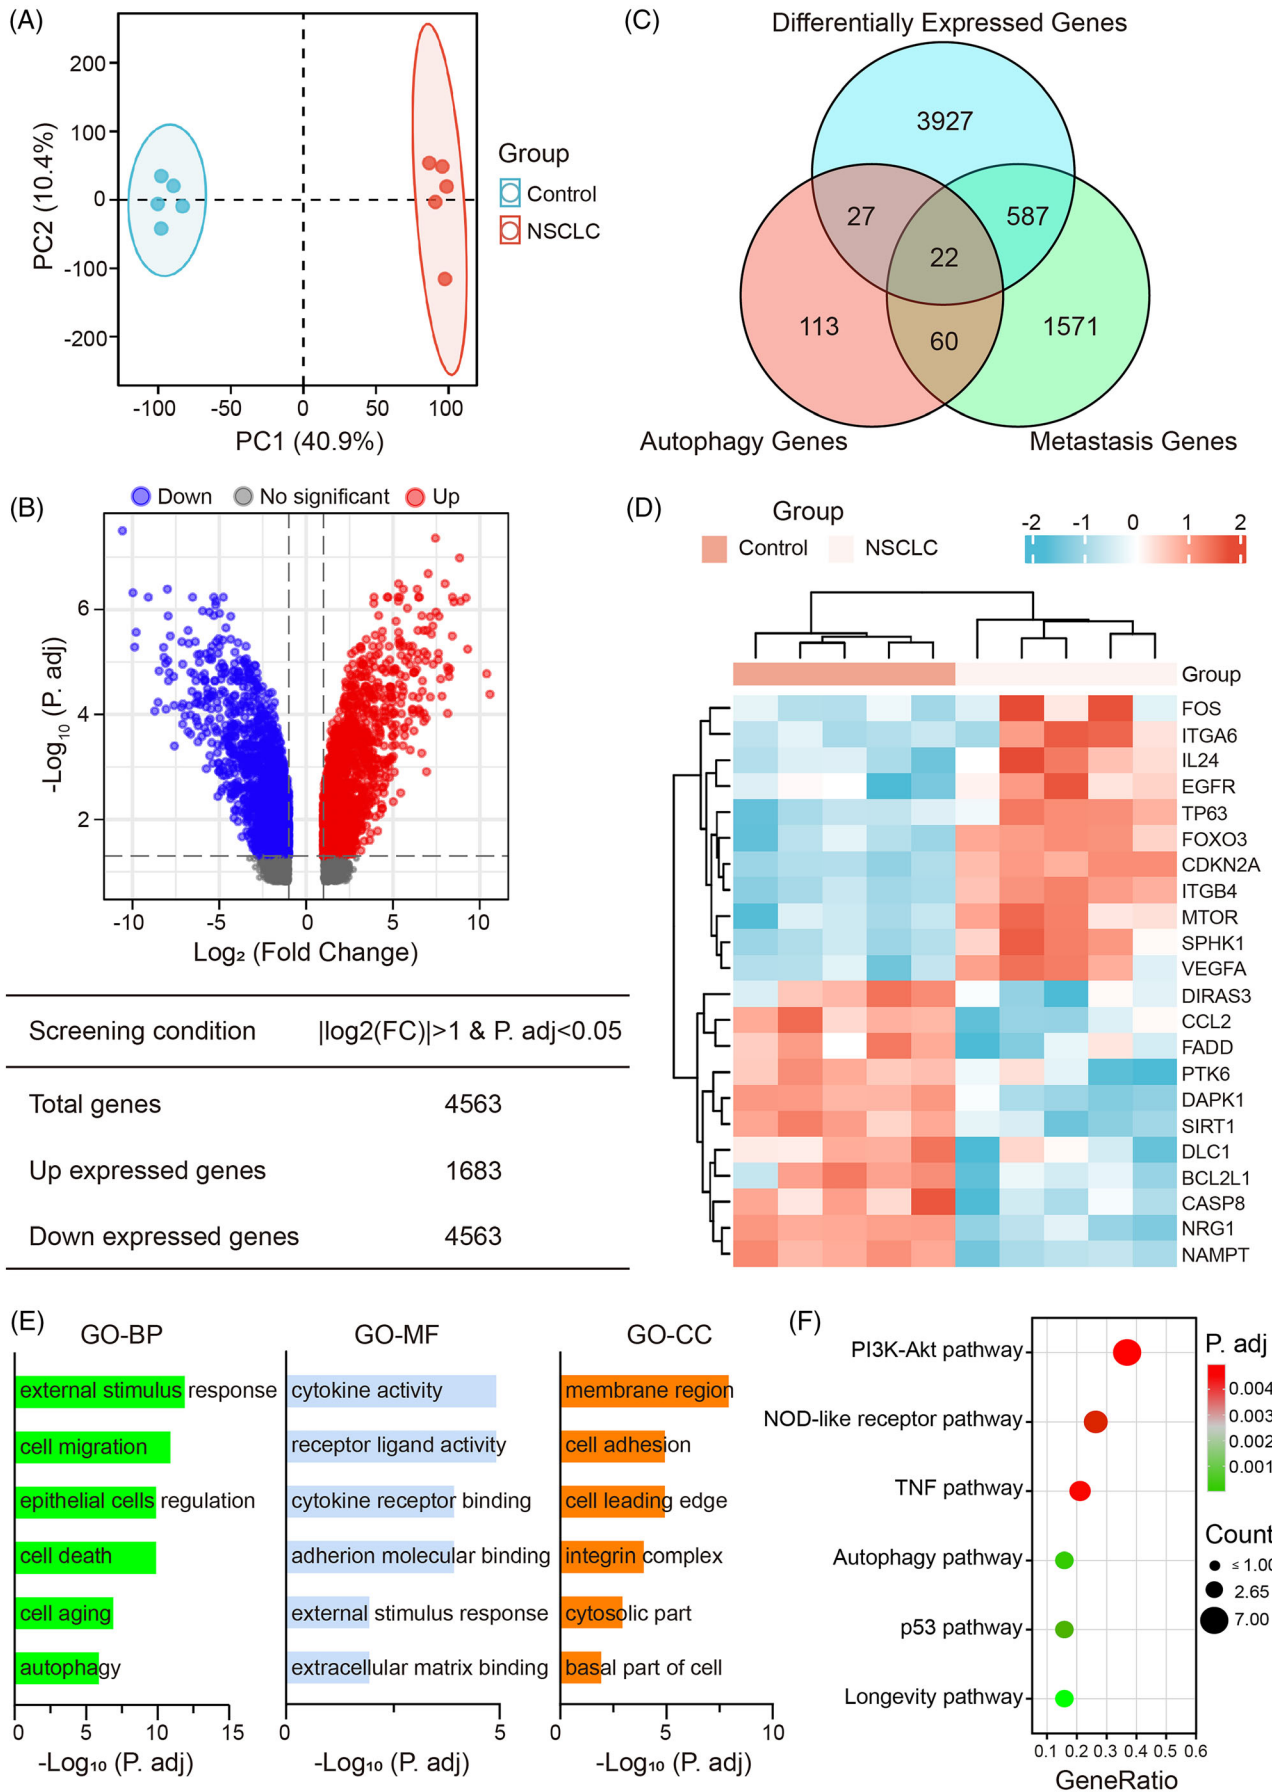 (A)
200
100
0
-100
-200
PC2 (10.4%)
-100 -50 0 50 100
PC1 (40.9%)
Group
Control
NSCLC
(C)
Differentially Expressed Genes
3927
27
587
22
113
60
1571
Autophagy Genes
Metastasis Genes
(B)
Down No significant Up
6
4
2
-Log₁₀ (P. adj)
-10 -5 0 5 10
Log₂ (Fold Change)
Screening condition |log2(FC)|>1 & P. adj<0.05
Total genes 4563
Up expressed genes 1683
Down expressed genes 4563
(D)
Group
Control NSCLC
-2 -1 0 1 2
Group
FOS
ITGA6
IL24
EGFR
TP63
FOXO3
CDKN2A
ITGB4
MTOR
SPHK1
VEGFA
DIRAS3
CCL2
FADD
PTK6
DAPK1
SIRT1
DLC1
BCL2L1
CASP8
NRG1
NAMPT
(E)
GO-BP
external stimulus response
cell migration
epithelial cells regulation
cell death
cell aging
autophagy
0 5 10 15
-Log₁₀ (P. adj)
GO-MF
cytokine activity
receptor ligand activity
cytokine receptor binding
adherion molecular binding
external stimulus response
extracellular matrix binding
0 5
-Log₁₀ (P. adj)
GO-CC
membrane region
cell adhesion
cell leading edge
integrin complex
cytosolic part
basal part of cell
0 5 10
-Log₁₀ (P. adj)
(F)
PI3K-Akt pathway
NOD-like receptor pathway
TNF pathway
Autophagy pathway
p53 pathway
Longevity pathway
0.1 0.2 0.3 0.4 0.5 0.6
GeneRatio
P. adj
0.004
0.003
0.002
0.001
Count
≤ 1.00
2.65
7.00